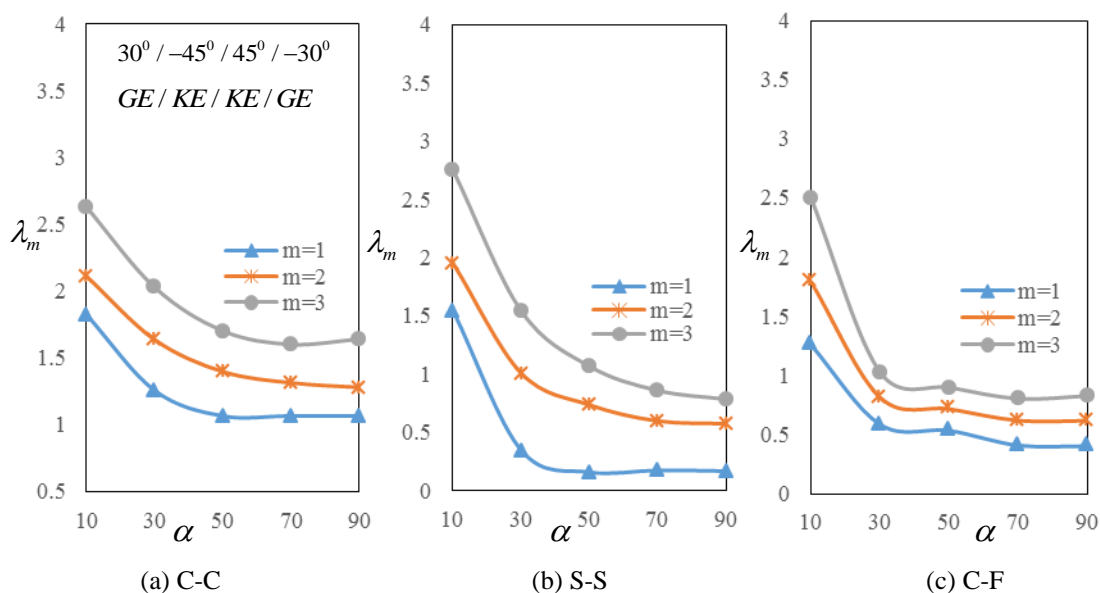 30⁰ / −45⁰ / 45⁰ / −30⁰
GE / KE / KE / GE
4
3.5
3
2.5
2
1.5
1
0.5
λm
m=1
m=2
m=3
10 30 50 70 90
α
(a) C-C
4
3.5
3
2.5
2
1.5
1
0.5
0
λm
m=1
m=2
m=3
10 30 50 70 90
α
(b) S-S
4
3.5
3
2.5
2
1.5
1
0.5
0
λm
m=1
m=2
m=3
10 30 50 70 90
α
(c) C-F